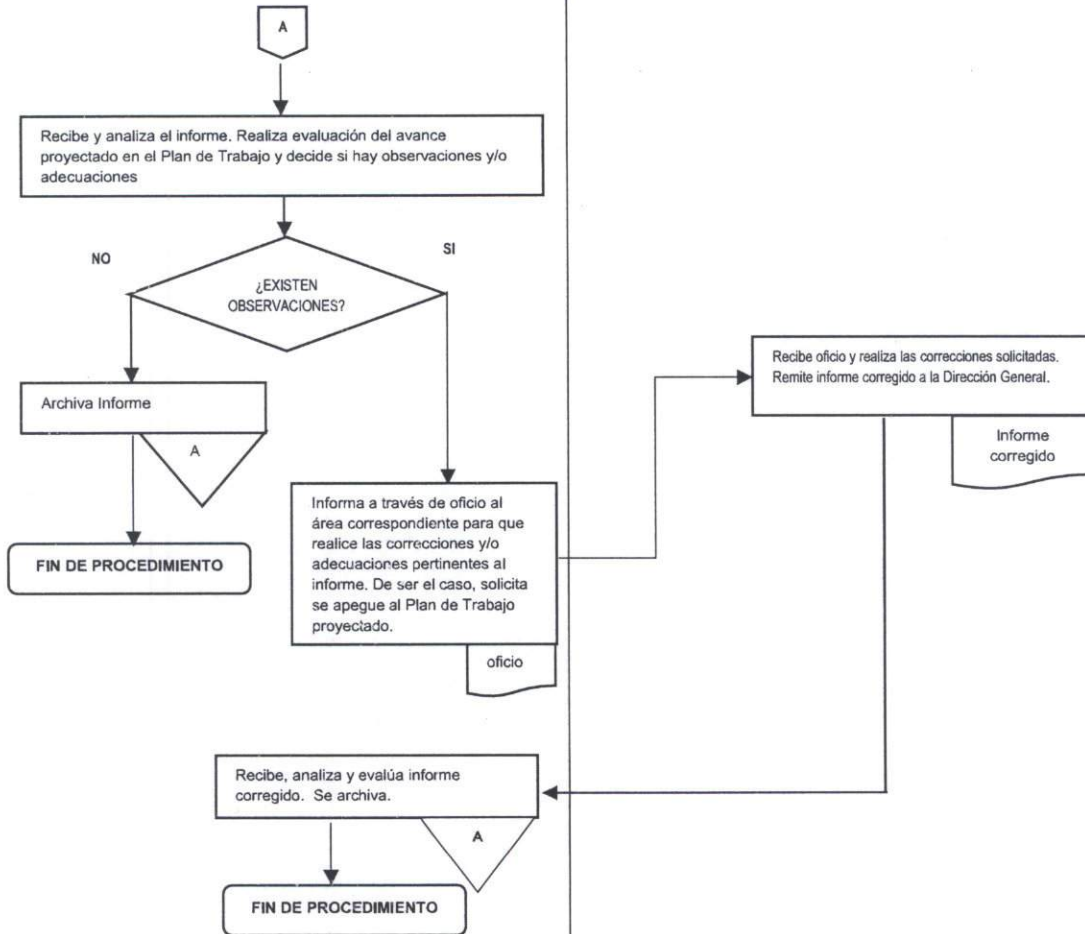 A
Recibe y analiza el informe. Realiza evaluación del avance
proyectado en el Plan de Trabajo y decide si hay observaciones y/o
adecuaciones
NO
SI
¿EXISTEN
OBSERVACIONES?
Archiva Informe
A
FIN DE PROCEDIMIENTO
Informa a través de oficio al
área correspondiente para que
realice las correcciones y/o
adecuaciones pertinentes al
informe. De ser el caso, solicita
se apegue al Plan de Trabajo
proyectado.
oficio
Recibe oficio y realiza las correcciones solicitadas.
Remite informe corregido a la Dirección General.
Informe
corregido
Recibe, analiza y evalúa informe
corregido. Se archiva.
A
FIN DE PROCEDIMIENTO